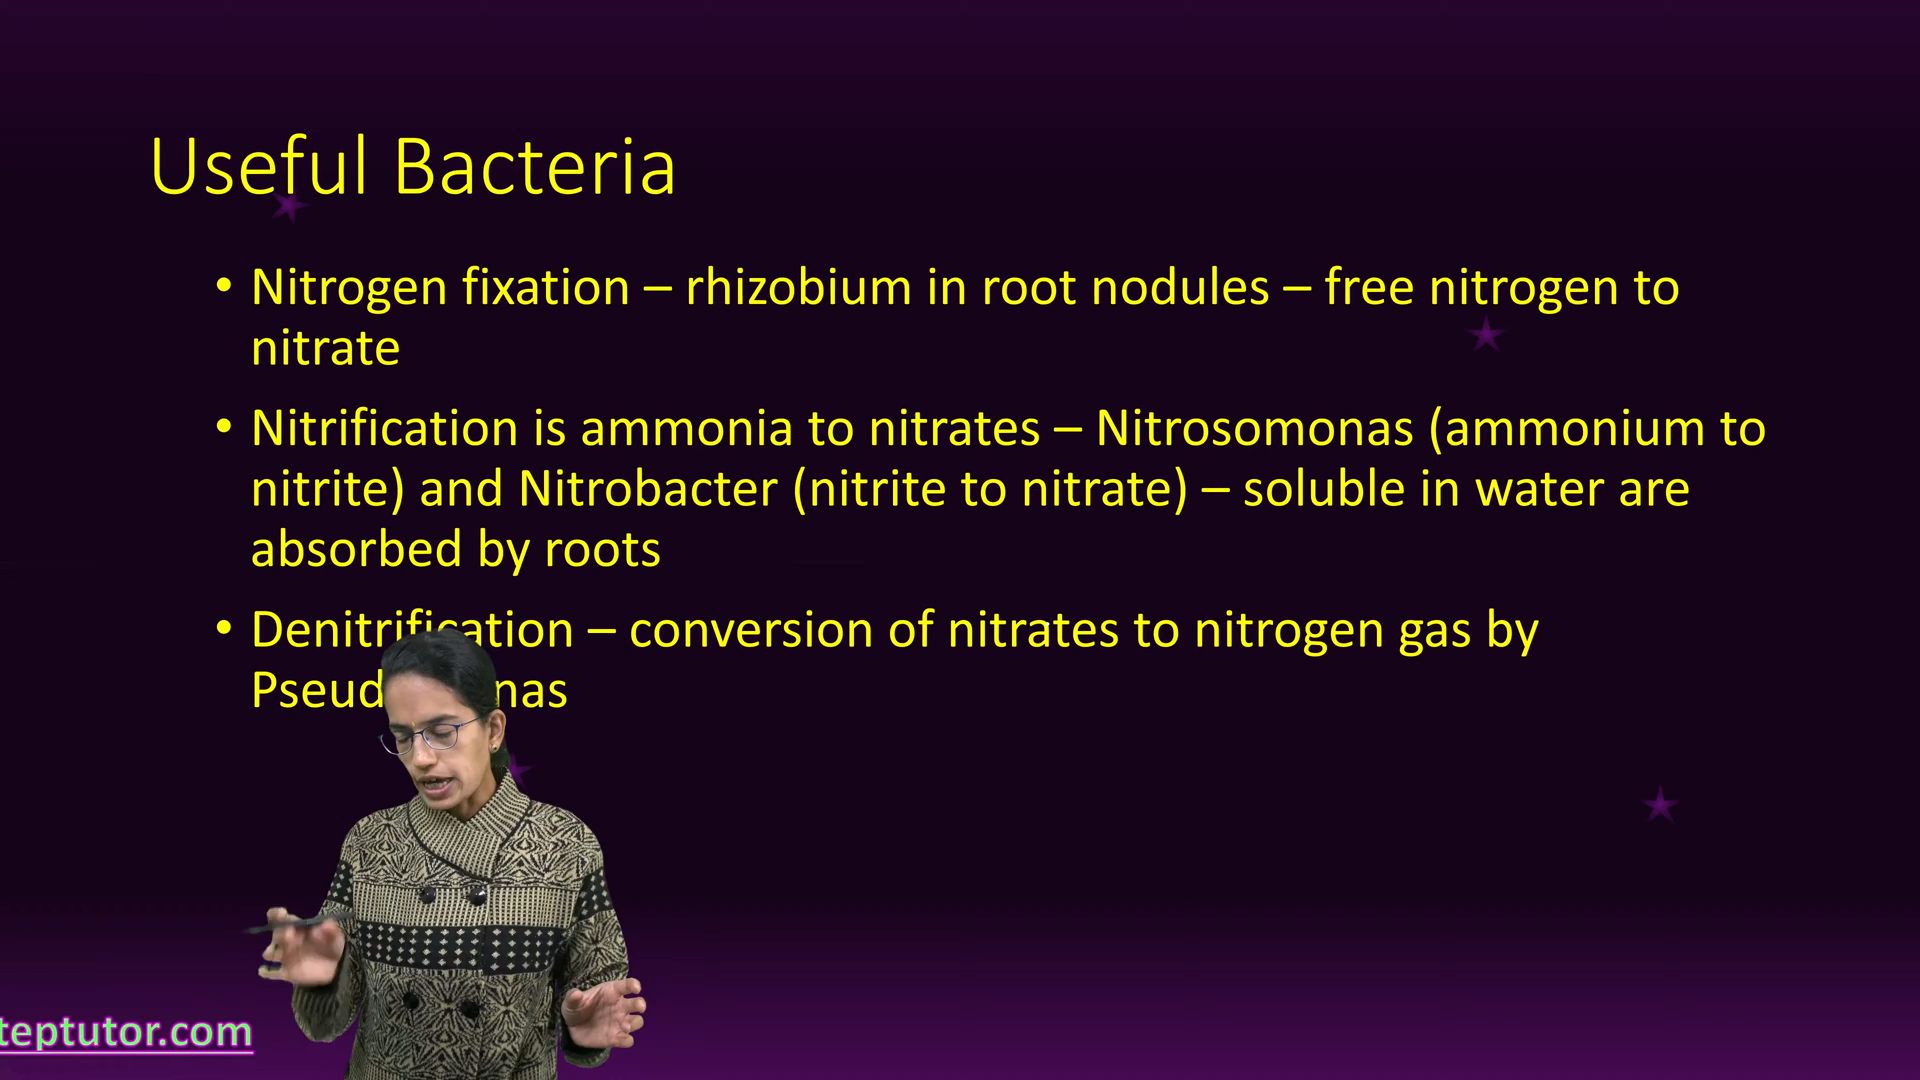 Useful Bacteria
• Nitrogen fixation – rhizobium in root nodules – free nitrogen to
nitrate
• Nitrification is ammonia to nitrates – Nitrosomonas (ammonium to
nitrite) and Nitrobacter (nitrite to nitrate) – soluble in water are
absorbed by roots
• Denitrification – conversion of nitrates to nitrogen gas by
teptutor.com